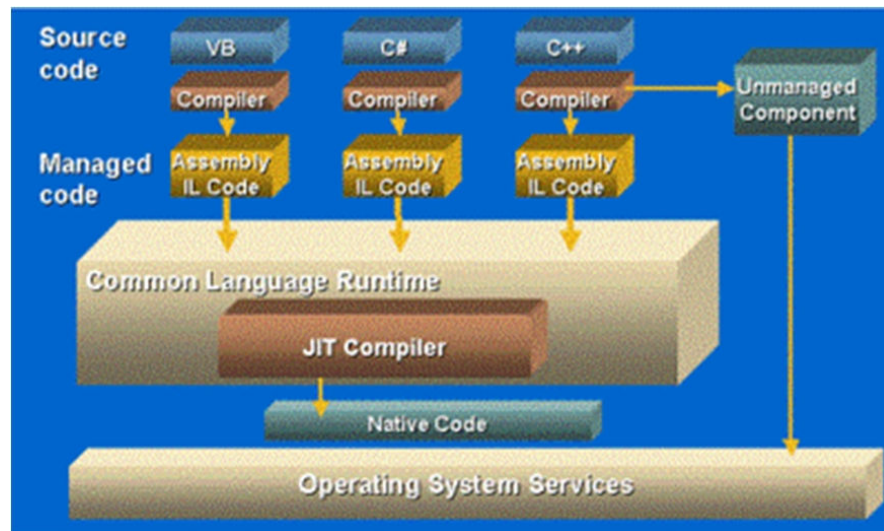 Source
code
VB
C#
C++
Compiler
Compiler
Compiler
Unmanaged
Component
Managed
code
Assembly
IL Code
Assembly
IL Code
Assembly
IL Code
Common Language Runtime
JIT Compiler
Native Code
Operating System Services